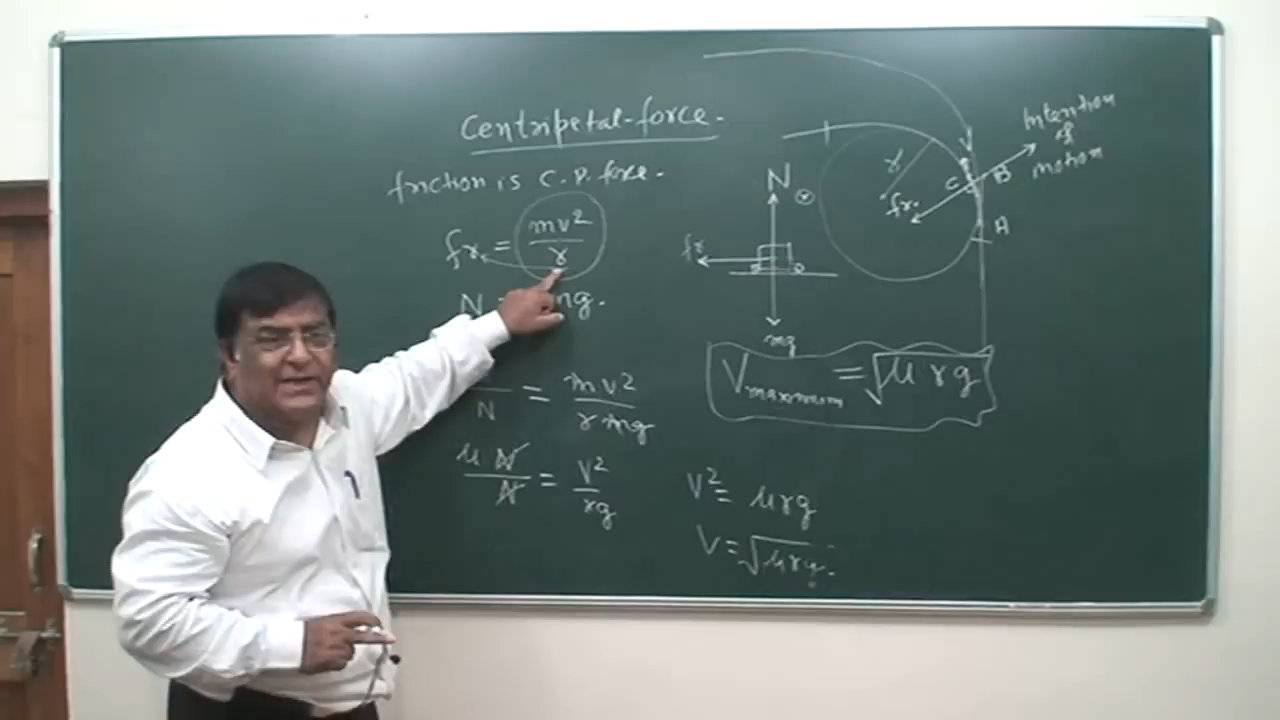 Centripetal-force.
friction is C.P. force.
fr = mv²/r
N = mg.
/N = mv²/rmg
μN/N = v²/rg
V² = μrg
V = √μrg.
Vmaximum = √μrg
N
fr
mg
r
fr.
C
B
A
Intention
of
motion